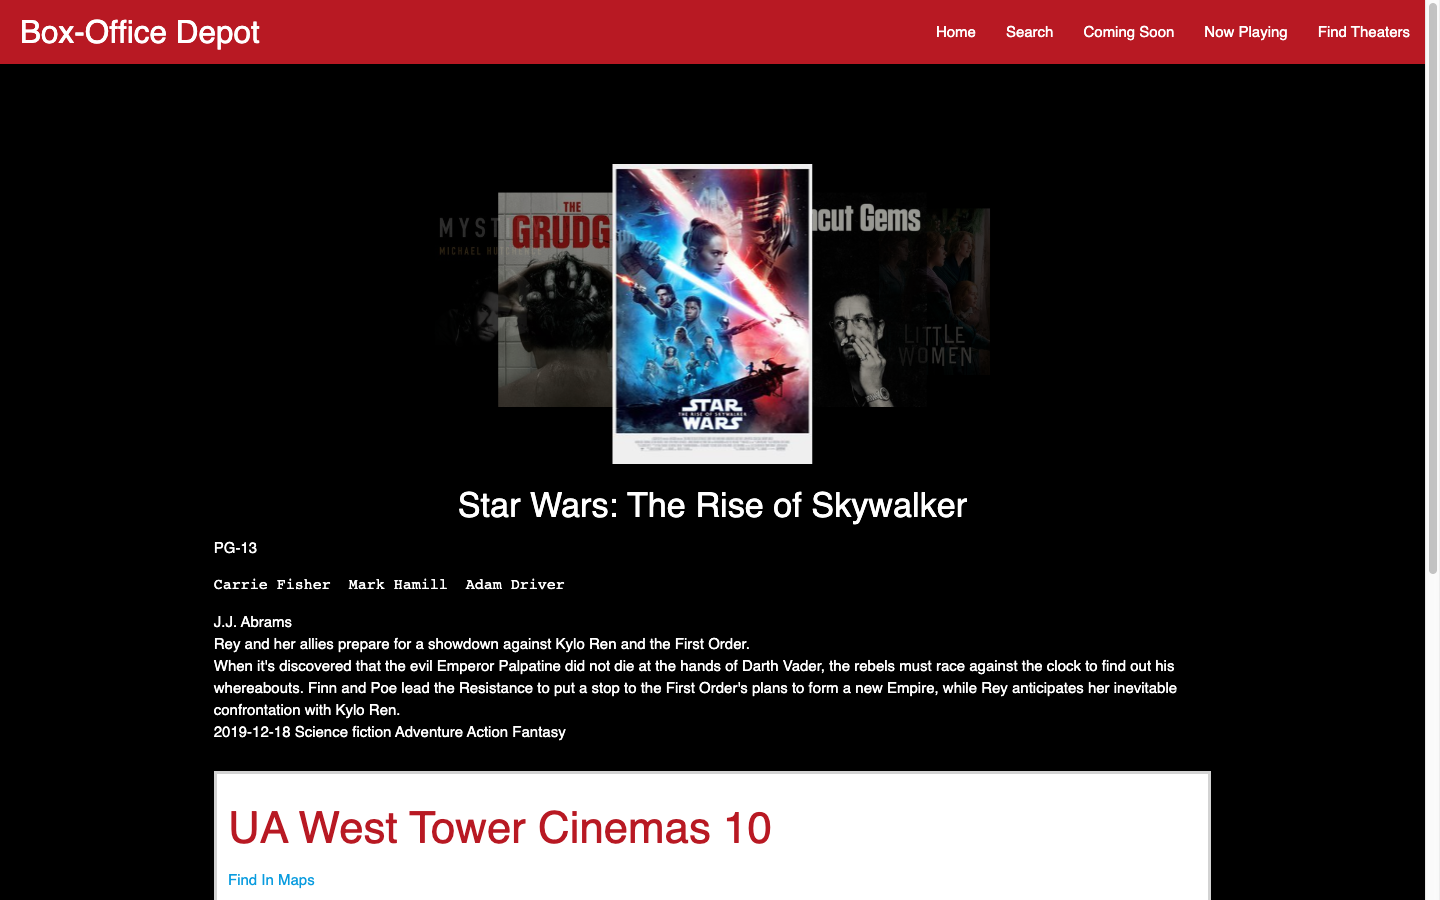 Box-Office Depot
Home Search Coming Soon Now Playing Find Theaters
MYST
MICHAEL HUTCHEN
THE
GRUDG
ncut Gems
LITTLE
WOMEN
STAR
THE RISE OF SKYWALKER
WARS
Star Wars: The Rise of Skywalker
PG-13
Carrie Fisher Mark Hamill Adam Driver
J.J. Abrams
Rey and her allies prepare for a showdown against Kylo Ren and the First Order.
When it's discovered that the evil Emperor Palpatine did not die at the hands of Darth Vader, the rebels must race against the clock to find out his
whereabouts. Finn and Poe lead the Resistance to put a stop to the First Order's plans to form a new Empire, while Rey anticipates her inevitable
confrontation with Kylo Ren.
2019-12-18 Science fiction Adventure Action Fantasy
UA West Tower Cinemas 10
Find In Maps